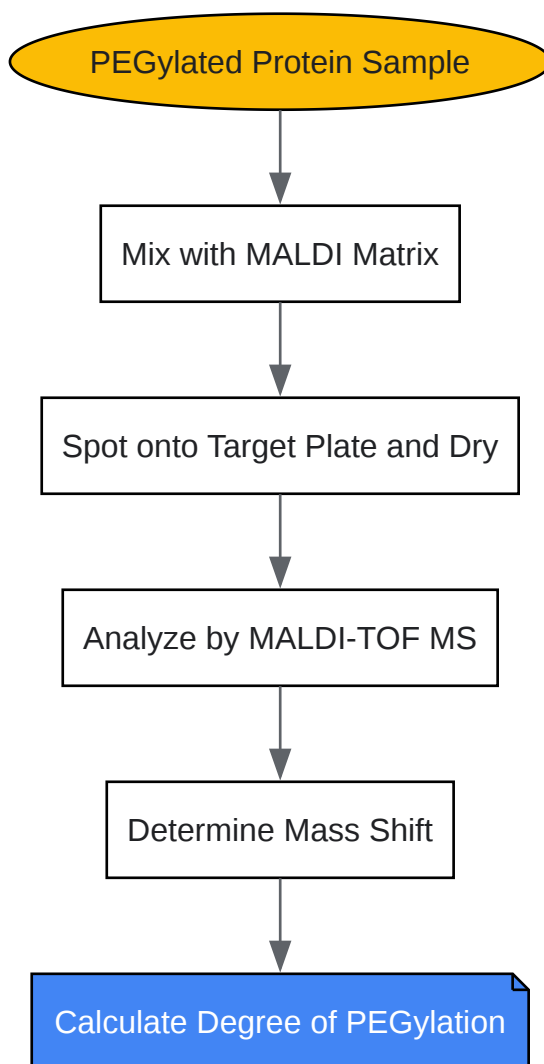 PEGylated Protein Sample
Mix with MALDI Matrix
Spot onto Target Plate and Dry
Analyze by MALDI-TOF MS
Determine Mass Shift
Calculate Degree of PEGylation